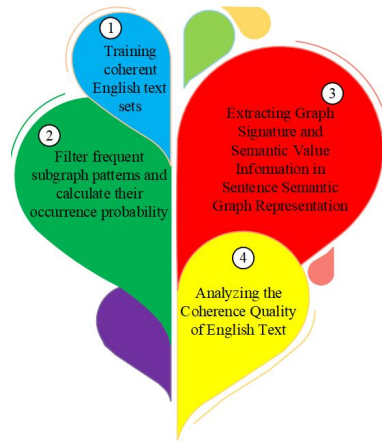 1
Training
coherent
English text
sets
2
Filter frequent
subgraph patterns and
calculate their
occurrence probability
3
Extracting Graph
Signature and
Semantic Value
Information in
Sentence Semantic
Graph Representation
4
Analyzing the
Coherence Quality
of English Text